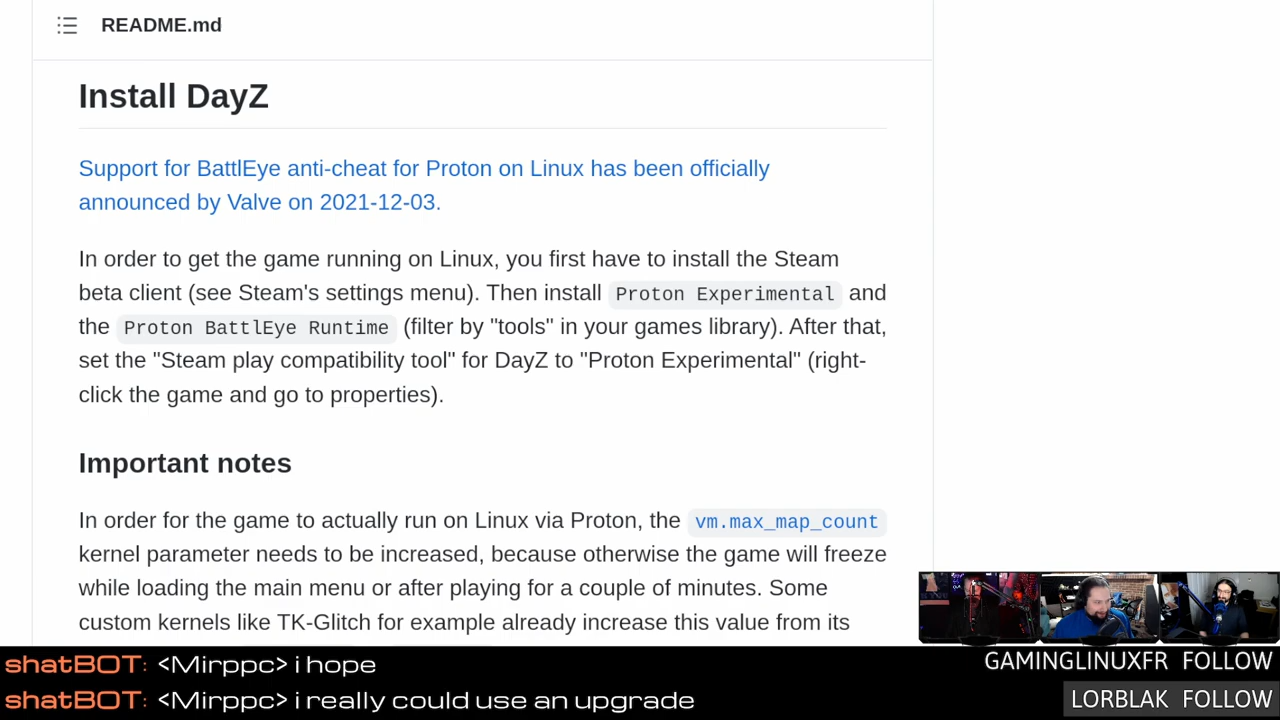 README.md
Install DayZ
Support for BattlEye anti-cheat for Proton on Linux has been officially
announced by Valve on 2021-12-03.
In order to get the game running on Linux, you first have to install the Steam
beta client (see Steam's settings menu). Then install Proton Experimental and
the Proton BattlEye Runtime (filter by "tools" in your games library). After that,
set the "Steam play compatibility tool" for DayZ to "Proton Experimental" (right-
click the game and go to properties).
Important notes
In order for the game to actually run on Linux via Proton, the vm.max_map_count
kernel parameter needs to be increased, because otherwise the game will freeze
while loading the main menu or after playing for a couple of minutes. Some
custom kernels like TK-Glitch for example already increase this value from its
shatBOT: <Mirppc> i hope
shatBOT: <Mirppc> i really could use an upgrade
GAMINGLINUXFR FOLLOW
LORBLAK FOLLOW